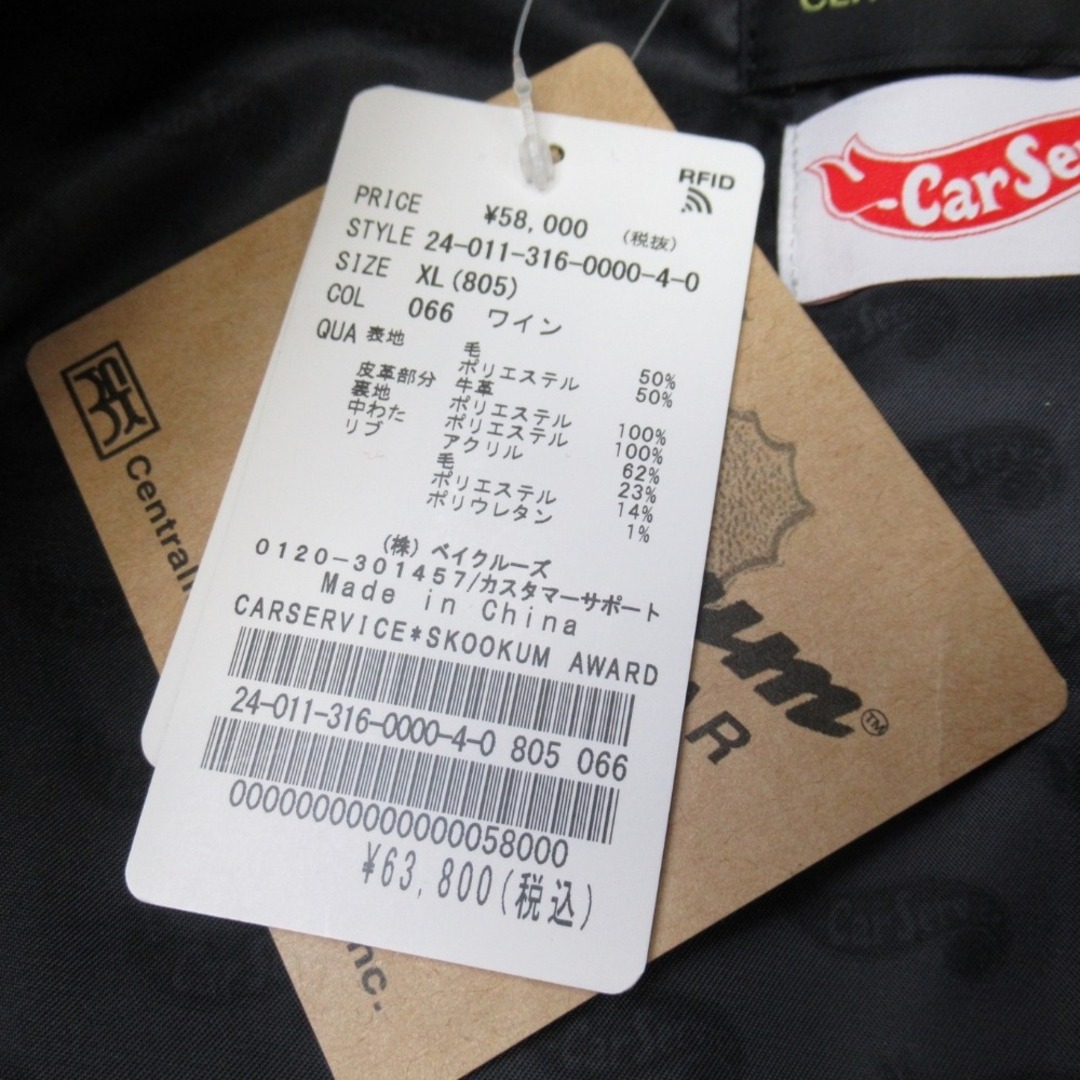 RFID
PRICE ¥58,000 (税抜)
STYLE 24-011-316-0000-4-0
SIZE XL(805)
COL 066 ワイン
QUA 表地 毛 50%
ポリエステル 50%
皮革部分 牛革
裏地 ポリエステル 100%
中わた ポリエステル 100%
リブ アクリル 62%
毛 23%
ポリエステル 14%
ポリウレタン 1%
(株) ベイクルーズ
0120-301457/カスタマーサポート
Made in China
CARSERVICE*SKOOKUM AWARD
24-011-316-0000-4-0 805 066
0000000000000058000
¥63,800(税込)
TM
nc.